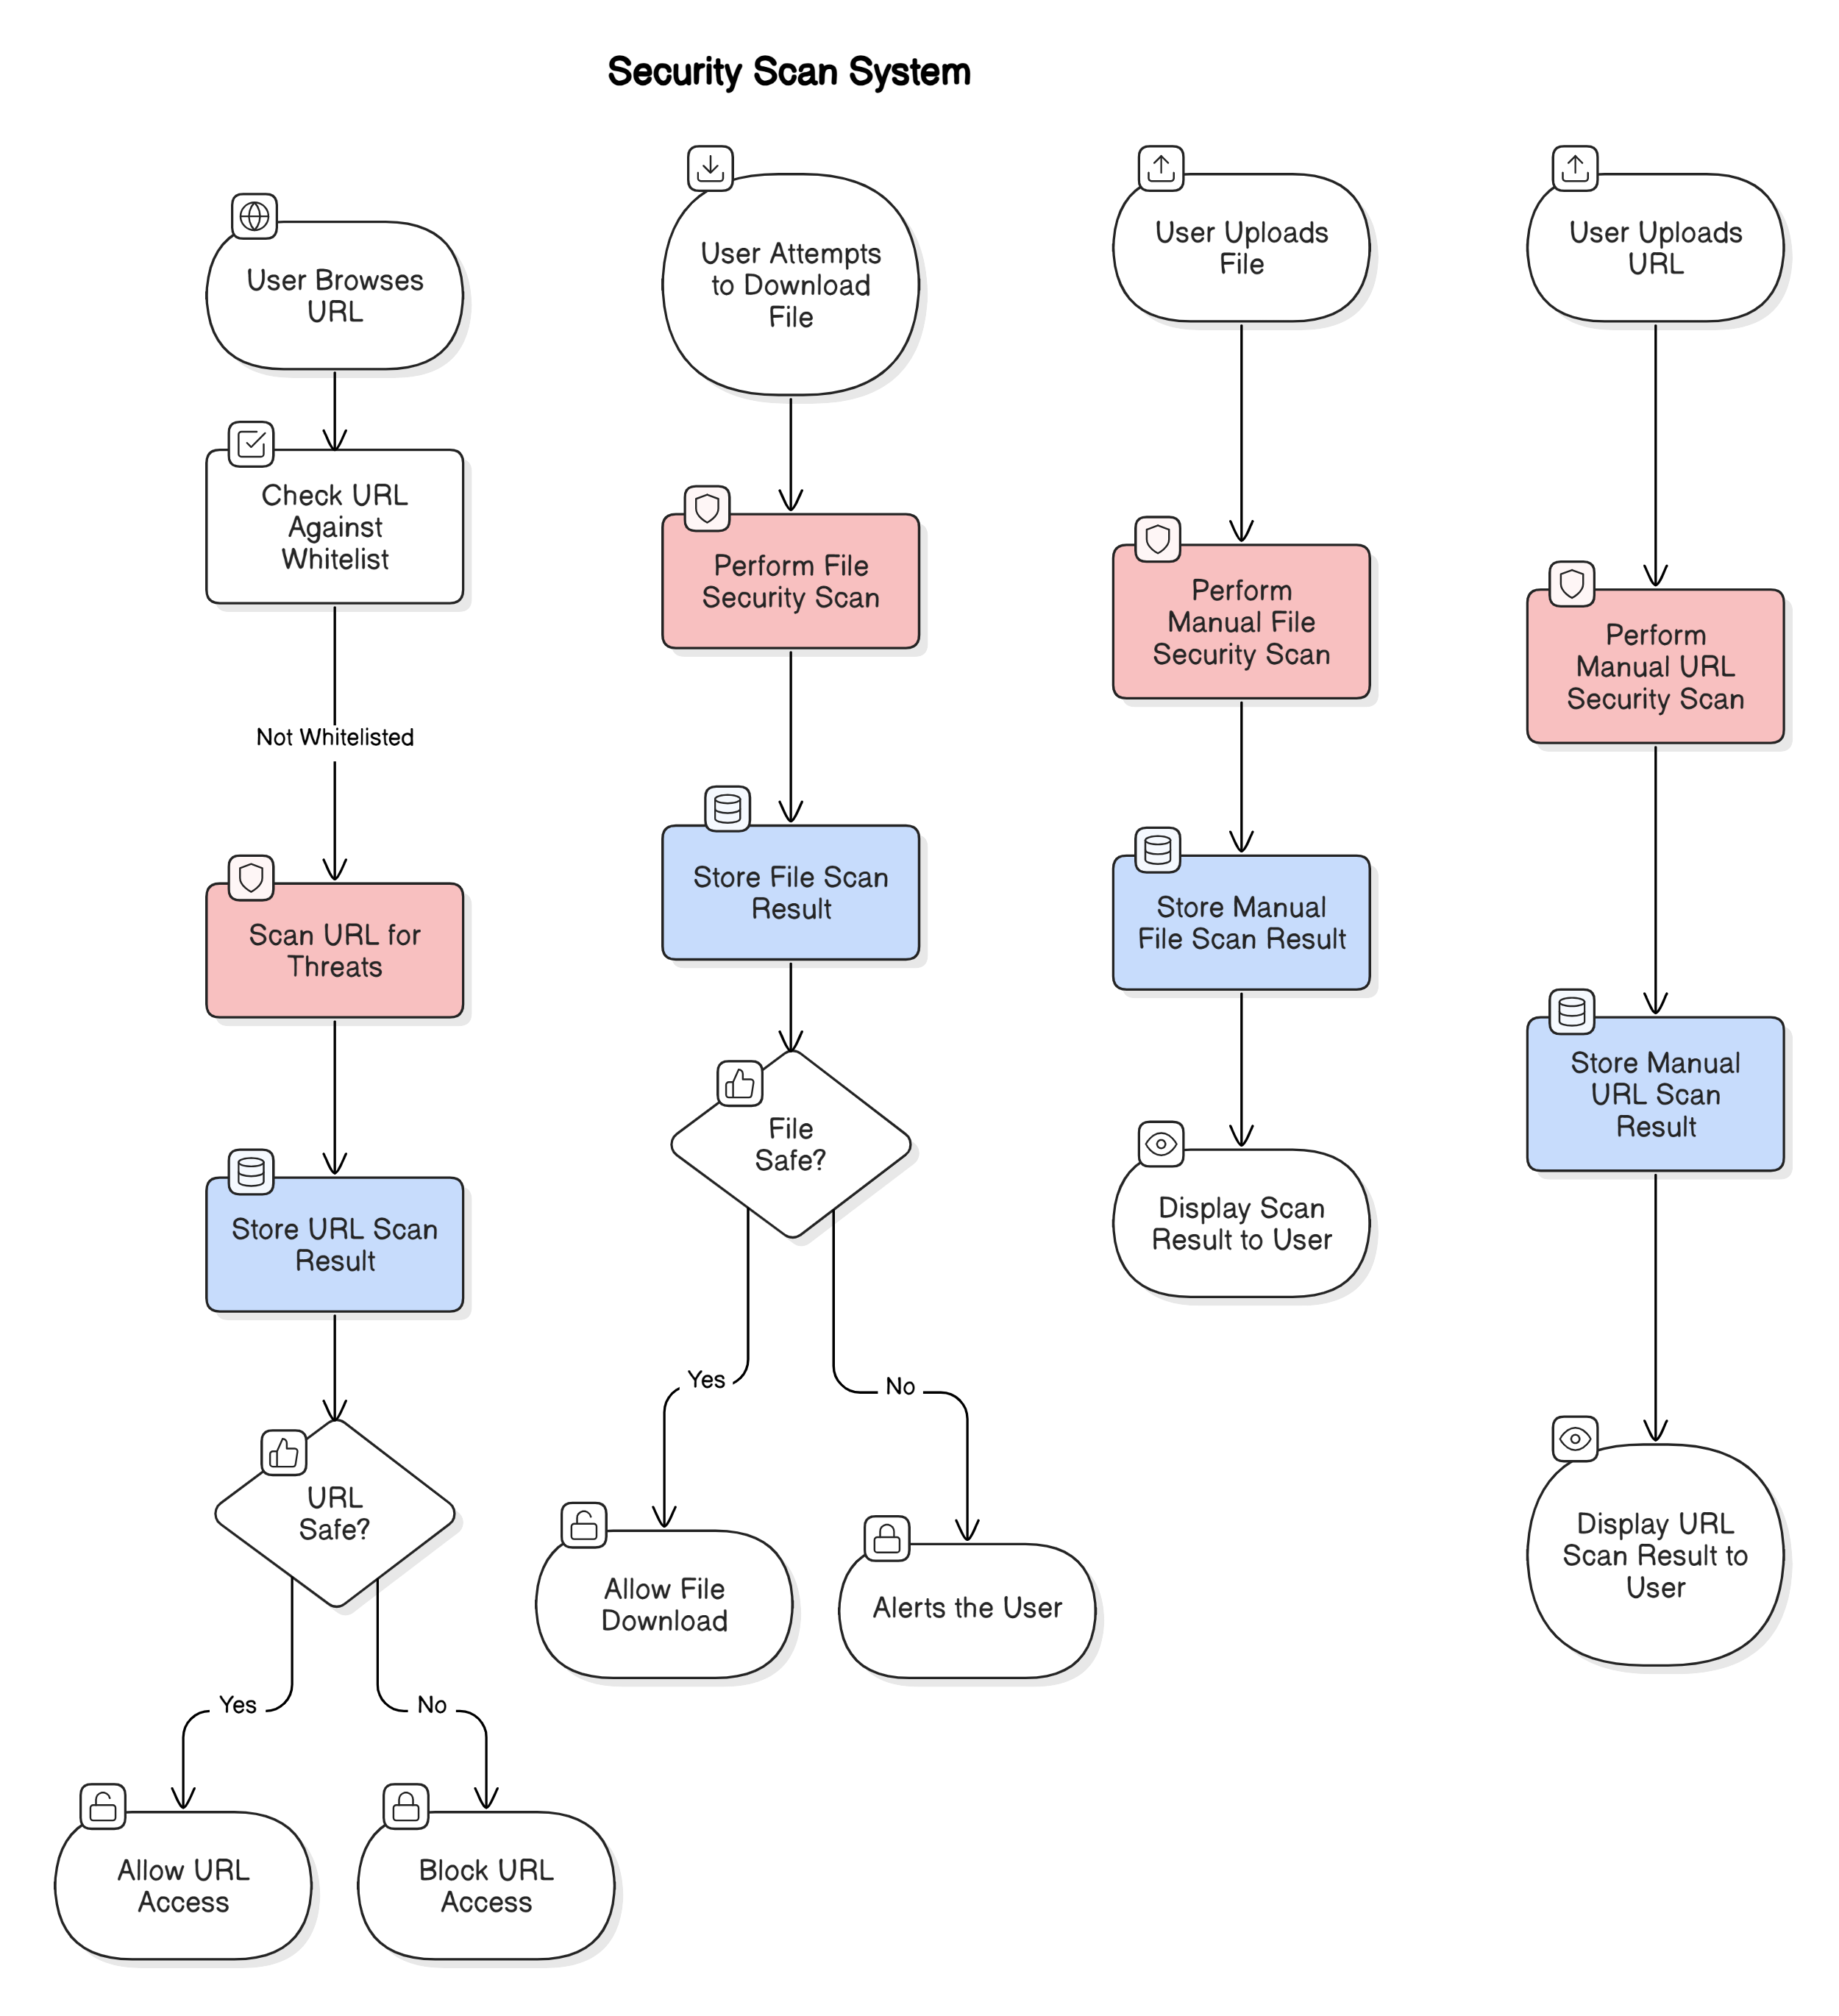 Security Scan System
User Browses
URL
Check URL
Against
Whitelist
Not Whitelisted
Scan URL for
Threats
Store URL Scan
Result
URL
Safe?
Yes
No
Allow URL
Access
Block URL
Access
User Attempts
to Download
File
Perform File
Security Scan
Store File Scan
Result
File
Safe?
Yes
No
Allow File
Download
Alerts the User
User Uploads
File
Perform
Manual File
Security Scan
Store Manual
File Scan Result
Display Scan
Result to User
User Uploads
URL
Perform
Manual URL
Security Scan
Store Manual
URL Scan
Result
Display URL
Scan Result to
User